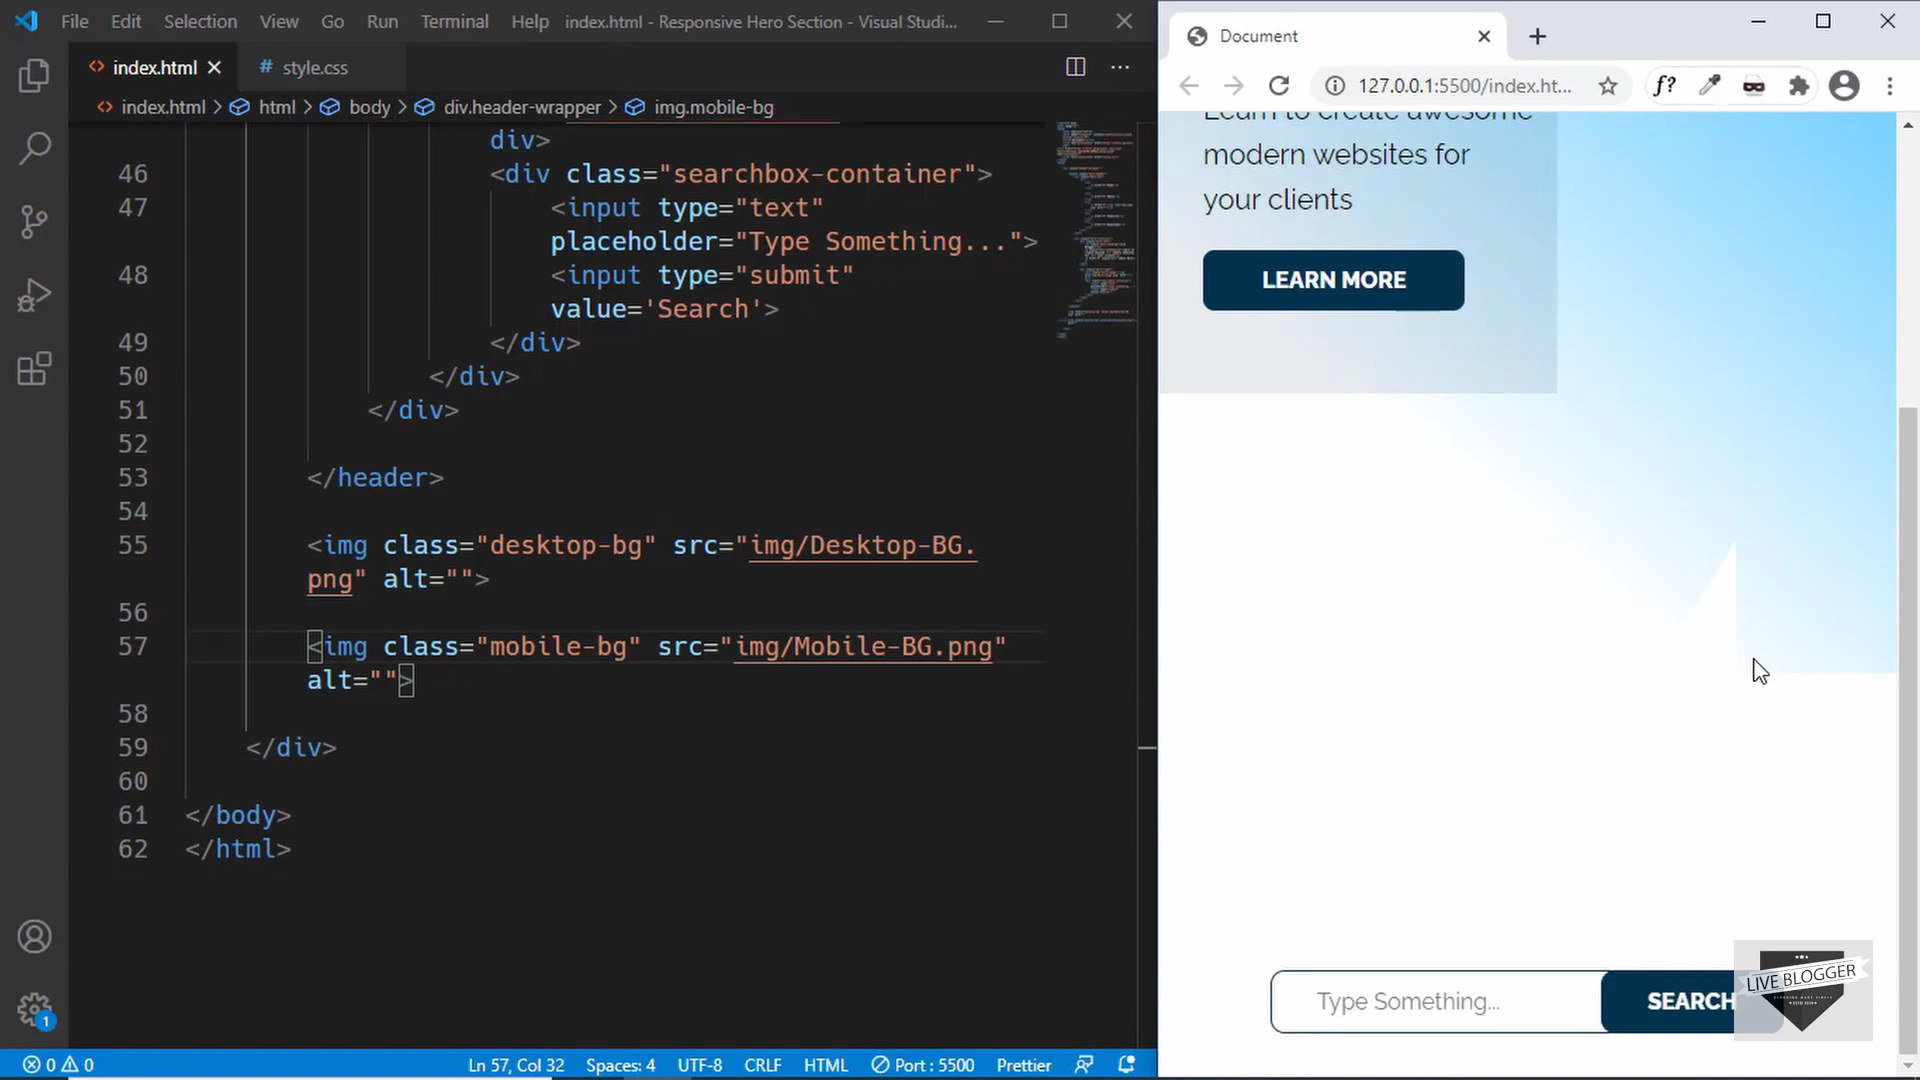 File Edit Selection View Go Run Terminal Help index.html - Responsive Hero Section - Visual Studi...
index.html
# style.css
index.html > html > body > div.header-wrapper > img.mobile-bg
div>
46 <div class="searchbox-container">
47 <input type="text"
placeholder="Type Something...">
48 <input type="submit"
value='Search'>
49 </div>
50 </div>
51 </div>
52
53 </header>
54
55 <img class="desktop-bg" src="img/Desktop-BG.
png" alt="">
56
57 <img class="mobile-bg" src="img/Mobile-BG.png"
alt="">
58
59 </div>
60
61 </body>
62 </html>
1
0 0
Ln 57, Col 32 Spaces: 4 UTF-8 CRLF HTML Port : 5500 Prettier
Document
127.0.0.1:5500/index.ht...
f?
Learn to create awesome
modern websites for
your clients
LEARN MORE
Type Something...
SEARCH
LIVE BLOGGER